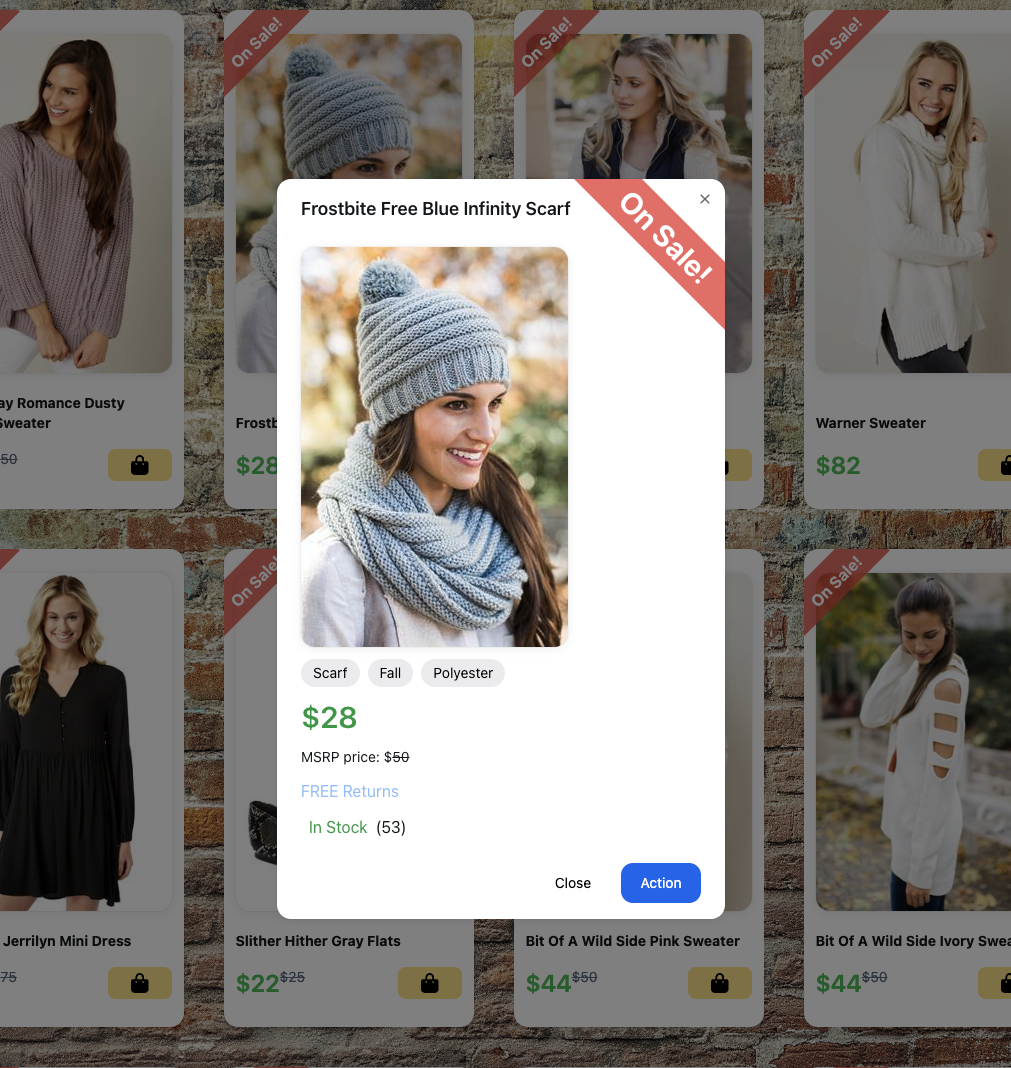 On Sale!
On Sale!
On Sale!
Frostbite Free Blue Infinity Scarf
On Sale!
Scarf Fall Polyester
$28
MSRP price: $50
FREE Returns
In Stock (53)
Close Action
ay Romance Dusty
Sweater
50
Frostb
$28
Warner Sweater
$82
On Sale!
On Sale!
Jerrilyn Mini Dress
75
Slither Hither Gray Flats
$22 $25
Bit Of A Wild Side Pink Sweater
$44 $50
Bit Of A Wild Side Ivory Swea
$44 $50